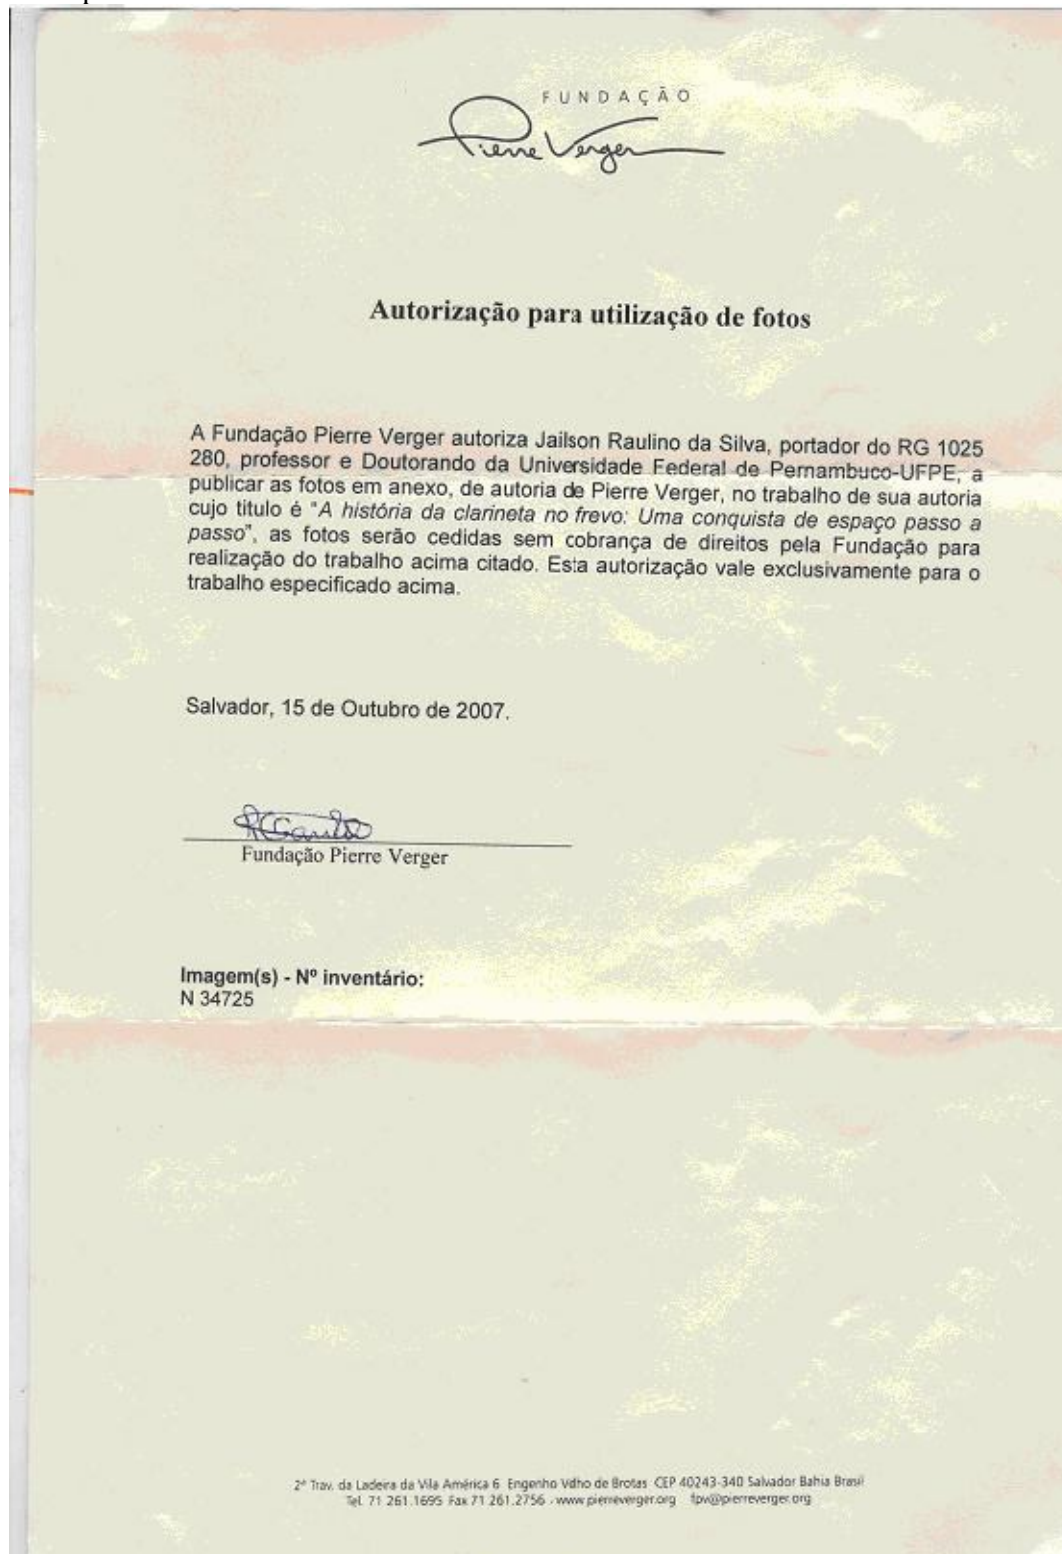 FUNDAÇÃO
Pierre Verger
Autorização para utilização de fotos
A Fundação Pierre Verger autoriza Jailson Raulino da Silva, portador do RG 1025
280, professor e Doutorando da Universidade Federal de Pernambuco-UFPE, a
publicar as fotos em anexo, de autoria de Pierre Verger, no trabalho de sua autoria
cujo titulo é "A história da clarineta no frevo: Uma conquista de espaço passo a
passo", as fotos serão cedidas sem cobrança de direitos pela Fundação para
realização do trabalho acima citado. Esta autorização vale exclusivamente para o
trabalho especificado acima.
Salvador, 15 de Outubro de 2007.
Fundação Pierre Verger
Imagem(s) - Nº inventário:
N 34725
2ª Trav. da Ladeira da Vila América 6 Engenho Velho de Brotas CEP 40243-340 Salvador Bahia Brasil
Tel. 71 261.1695 Fax 71 261.2756 - www.pierreverger.org fpv@pierreverger.org